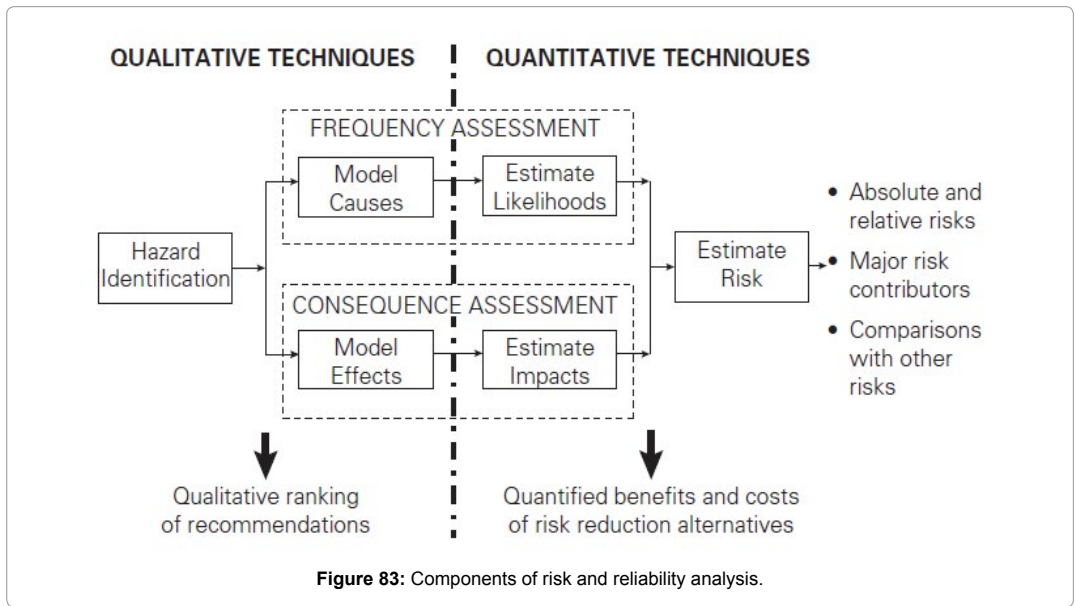 QUALITATIVE TECHNIQUES
QUANTITATIVE TECHNIQUES
FREQUENCY ASSESSMENT
Model
Causes
Estimate
Likelihoods
Hazard
Identification
CONSEQUENCE ASSESSMENT
Model
Effects
Estimate
Impacts
Estimate
Risk
• Absolute and
relative risks
• Major risk
contributors
• Comparisons
with other
risks
Qualitative ranking
of recommendations
Quantified benefits and costs
of risk reduction alternatives
Figure 83: Components of risk and reliability analysis.